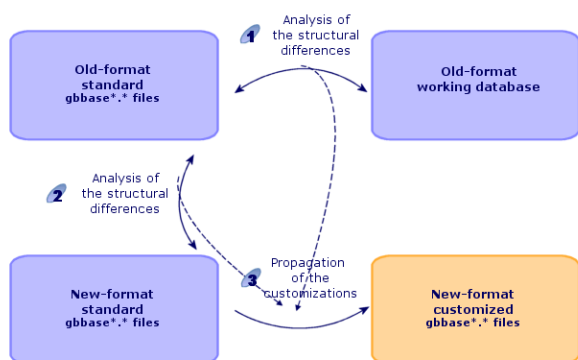 1
Analysis of
the structural
differences
Old-format
standard
gbbase*.* files
Old-format
working database
2
Analysis of
the structural
differences
3
Propagation
of the
customizations
New-format
standard
gbbase*.* files
New-format
customized
gbbase*.* files